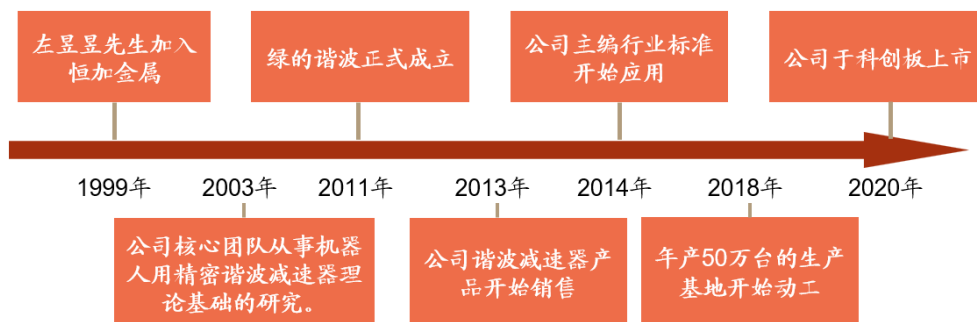 左昱昱先生加入
恒加金属
绿的谐波正式成立
公司主编行业标准
开始应用
公司于科创板上市
1999年
2003年
2011年
2013年
2014年
2018年
2020年
公司核心团队从事机器
人用精密谐波减速器理
论基础的研究。
公司谐波减速器产
品开始销售
年产50万台的生产
基地开始动工